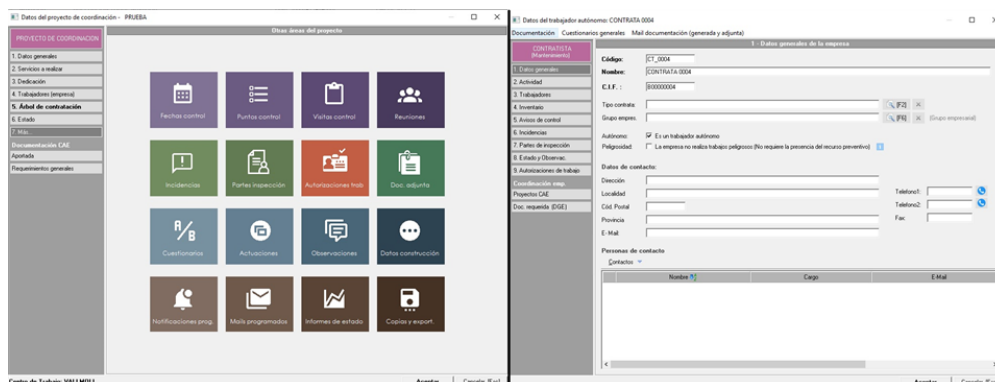 Datos del proyecto de coordinación - PRUEBA
PROYECTO DE COORDINACION
1. Datos generales
2. Servicios a realizar
3. Dedicación
4. Trabajadores (empresa)
5. Árbol de contratación
6. Estado
7. Más...
Documentación CAE
Aportada
Requerimientos generales
Otras áreas del proyecto
Fechas control
Puntos control
Visitas control
Reuniones
Incidencias
Partes inspección
Autorizaciones trab.
Doc. adjunta
A/B
Cuestionarios
Actuaciones
Observaciones
Datos construcción
Notificaciones prog.
Mails programados
Informes de estado
Copias y export.
Centro de Trabajo:
Aceptar
Cancelar (Esc)
Datos del trabajador autónomo: CONTRATA 0004
Documentación Cuestionarios generales Mail documentación (generada y adjunta)
CONTRATISTA
(Mantenimiento)
1. Datos generales
2. Actividad
3. Trabajadores
4. Inventario
5. Avisos de control
6. Incidencias
7. Partes de inspección
8. Estado y Observac.
9. Autorizaciones de trabajo
Coordinación emp.
Proyectos CAE
Doc. requerida (DGE)
1 - Datos generales de la empresa
Código: CT_0004
Nombre: CONTRATA 0004
C.I.F. : B00000004
Tipo contrata: [F2]
Grupo empres. [F6] (Grupo empresarial)
Autónomo: Es un trabajador autónomo
Peligrosidad La empresa no realiza trabajos peligrosos (No requiere la presencia del recurso preventivo)
Datos de contacto:
Dirección
Localidad Telefono1:
Cód. Postal Telefono2:
Provincia Fax:
E-Mail:
Personas de contacto
Contactos
Nombre Cargo E-Mail
Aceptar
Cancelar (Esc)